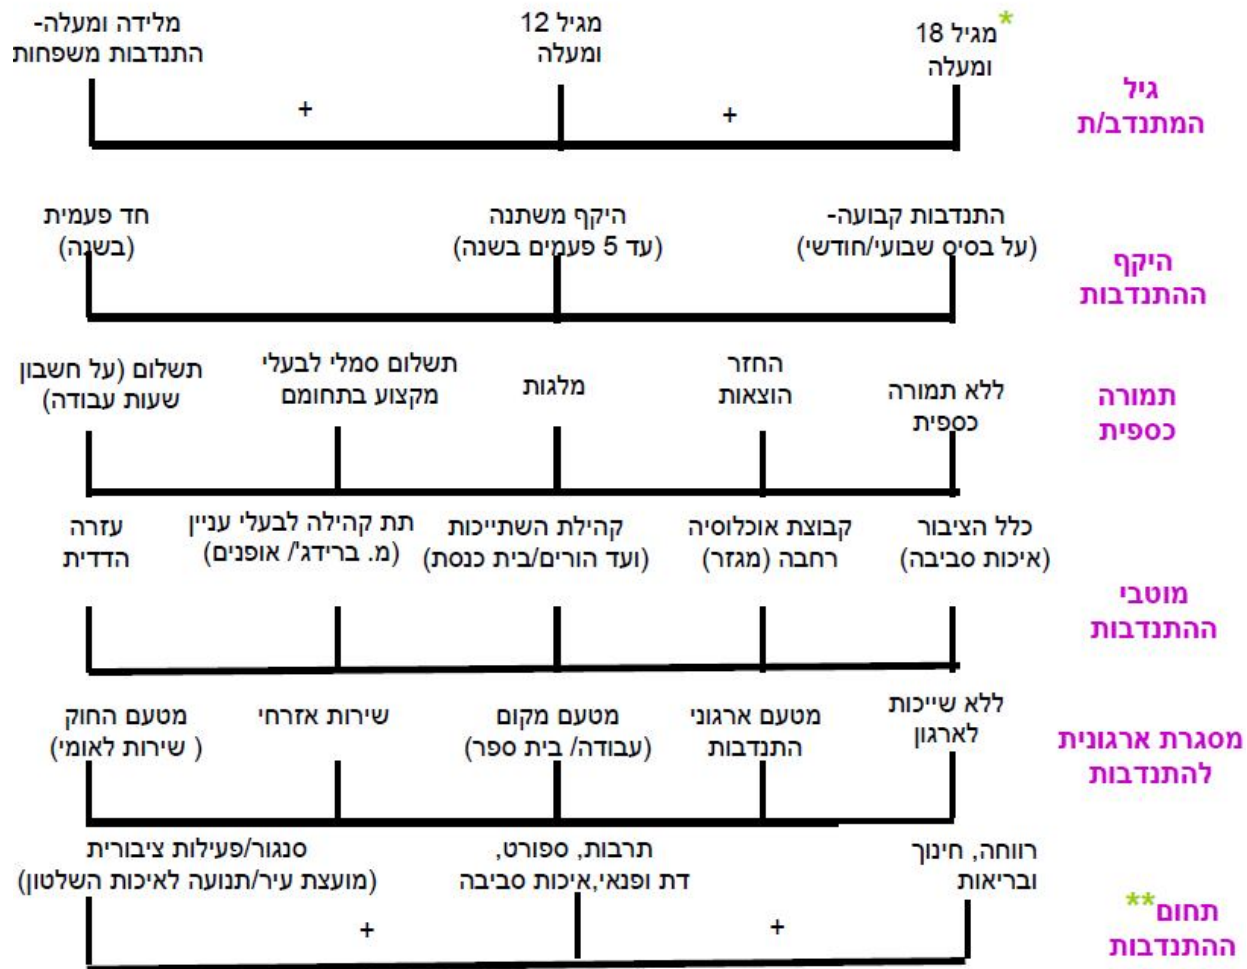 גיל
המתנדב/ת
*מגיל 18
ומעלה
מגיל 12
ומעלה
מלידה ומעלה-
התנדבות משפחות
+
+
היקף
ההתנדבות
התנדבות קבועה-
(על בסיס שבועי/חודשי)
היקף משתנה
(עד 5 פעמים בשנה)
חד פעמית
(בשנה)
תמורה
כספית
ללא תמורה
כספית
החזר
הוצאות
מלגות
תשלום סמלי לבעלי
מקצוע בתחומם
תשלום (על חשבון
שעות עבודה)
מוטבי
ההתנדבות
כלל הציבור
(איכות סביבה)
קבוצת אוכלוסיה
רחבה (מגזר)
קהילת השתייכות
(ועד הורים/בית כנסת)
תת קהילה לבעלי עניין
(מ. ברידג'/ אופנים)
עזרה
הדדית
מסגרת ארגונית
להתנדבות
ללא שייכות
לארגון
מטעם ארגוני
התנדבות
מטעם מקום
(עבודה/ בית ספר)
שירות אזרחי
מטעם החוק
( שירות לאומי)
תחום**
ההתנדבות
רווחה, חינוך
ובריאות
תרבות, ספורט,
דת ופנאי,איכות סביבה
סנגור/פעילות ציבורית
(מועצת עיר/תנועה לאיכות השלטון)
+
+